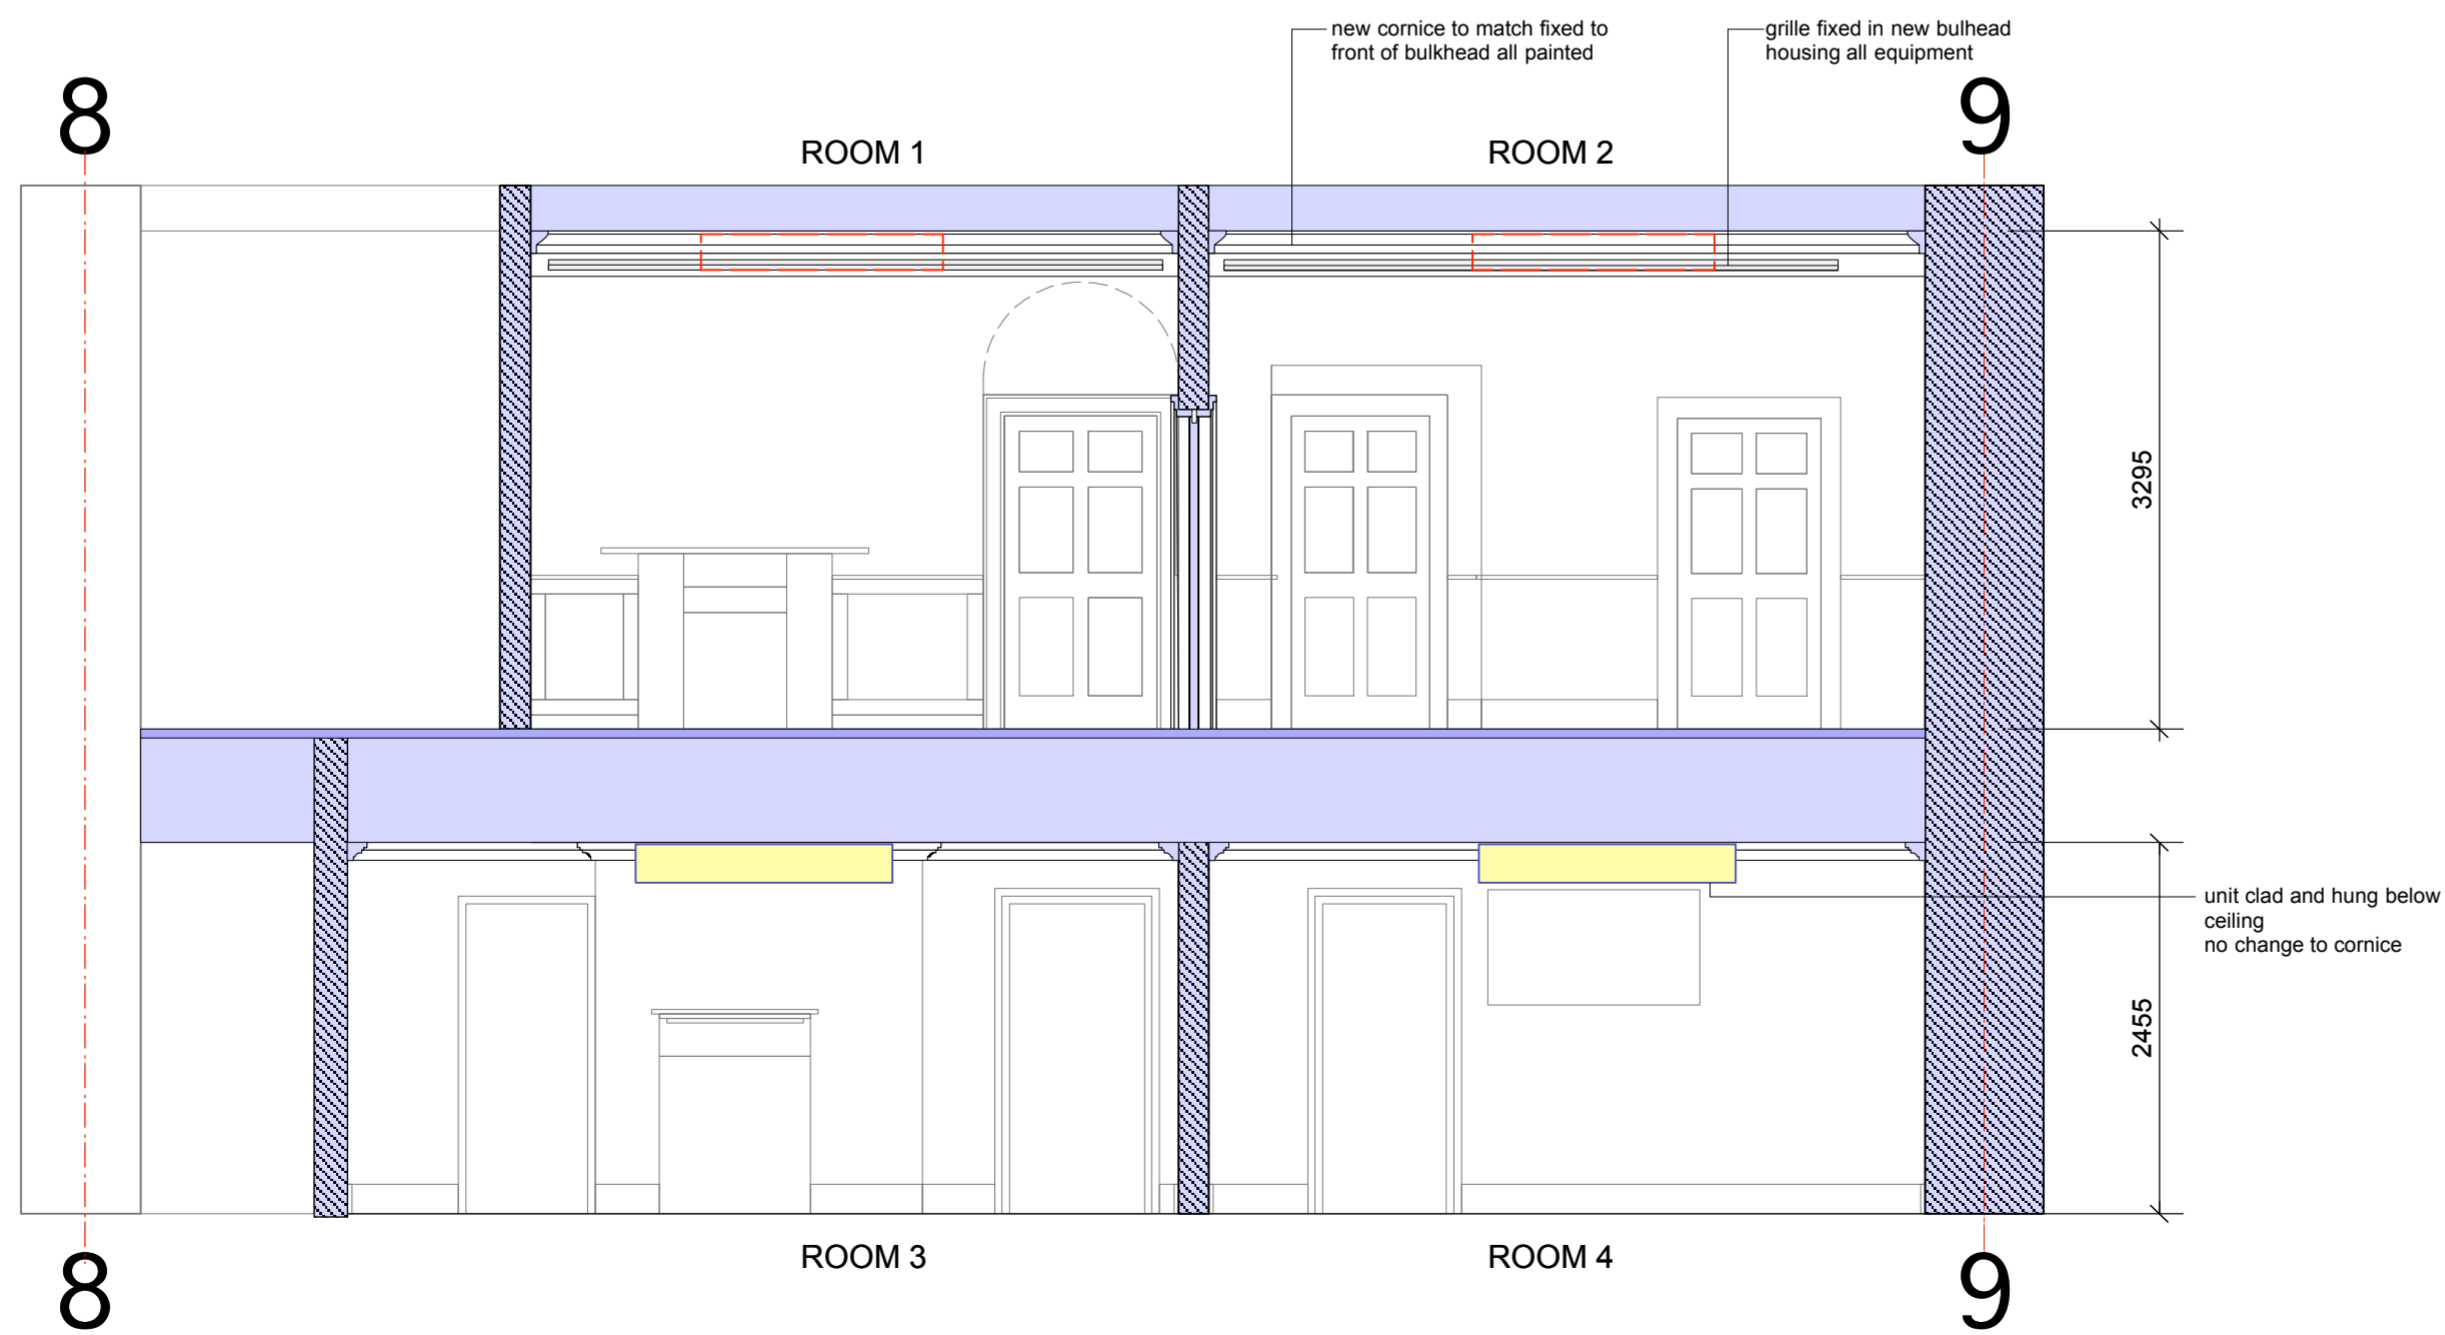 new cornice to match fixed to
front of bulkhead all painted
grille fixed in new bulhead
housing all equipment
8
9
ROOM 1
ROOM 2
3295
unit clad and hung below
ceiling
no change to cornice
2455
ROOM 3
ROOM 4
8
9